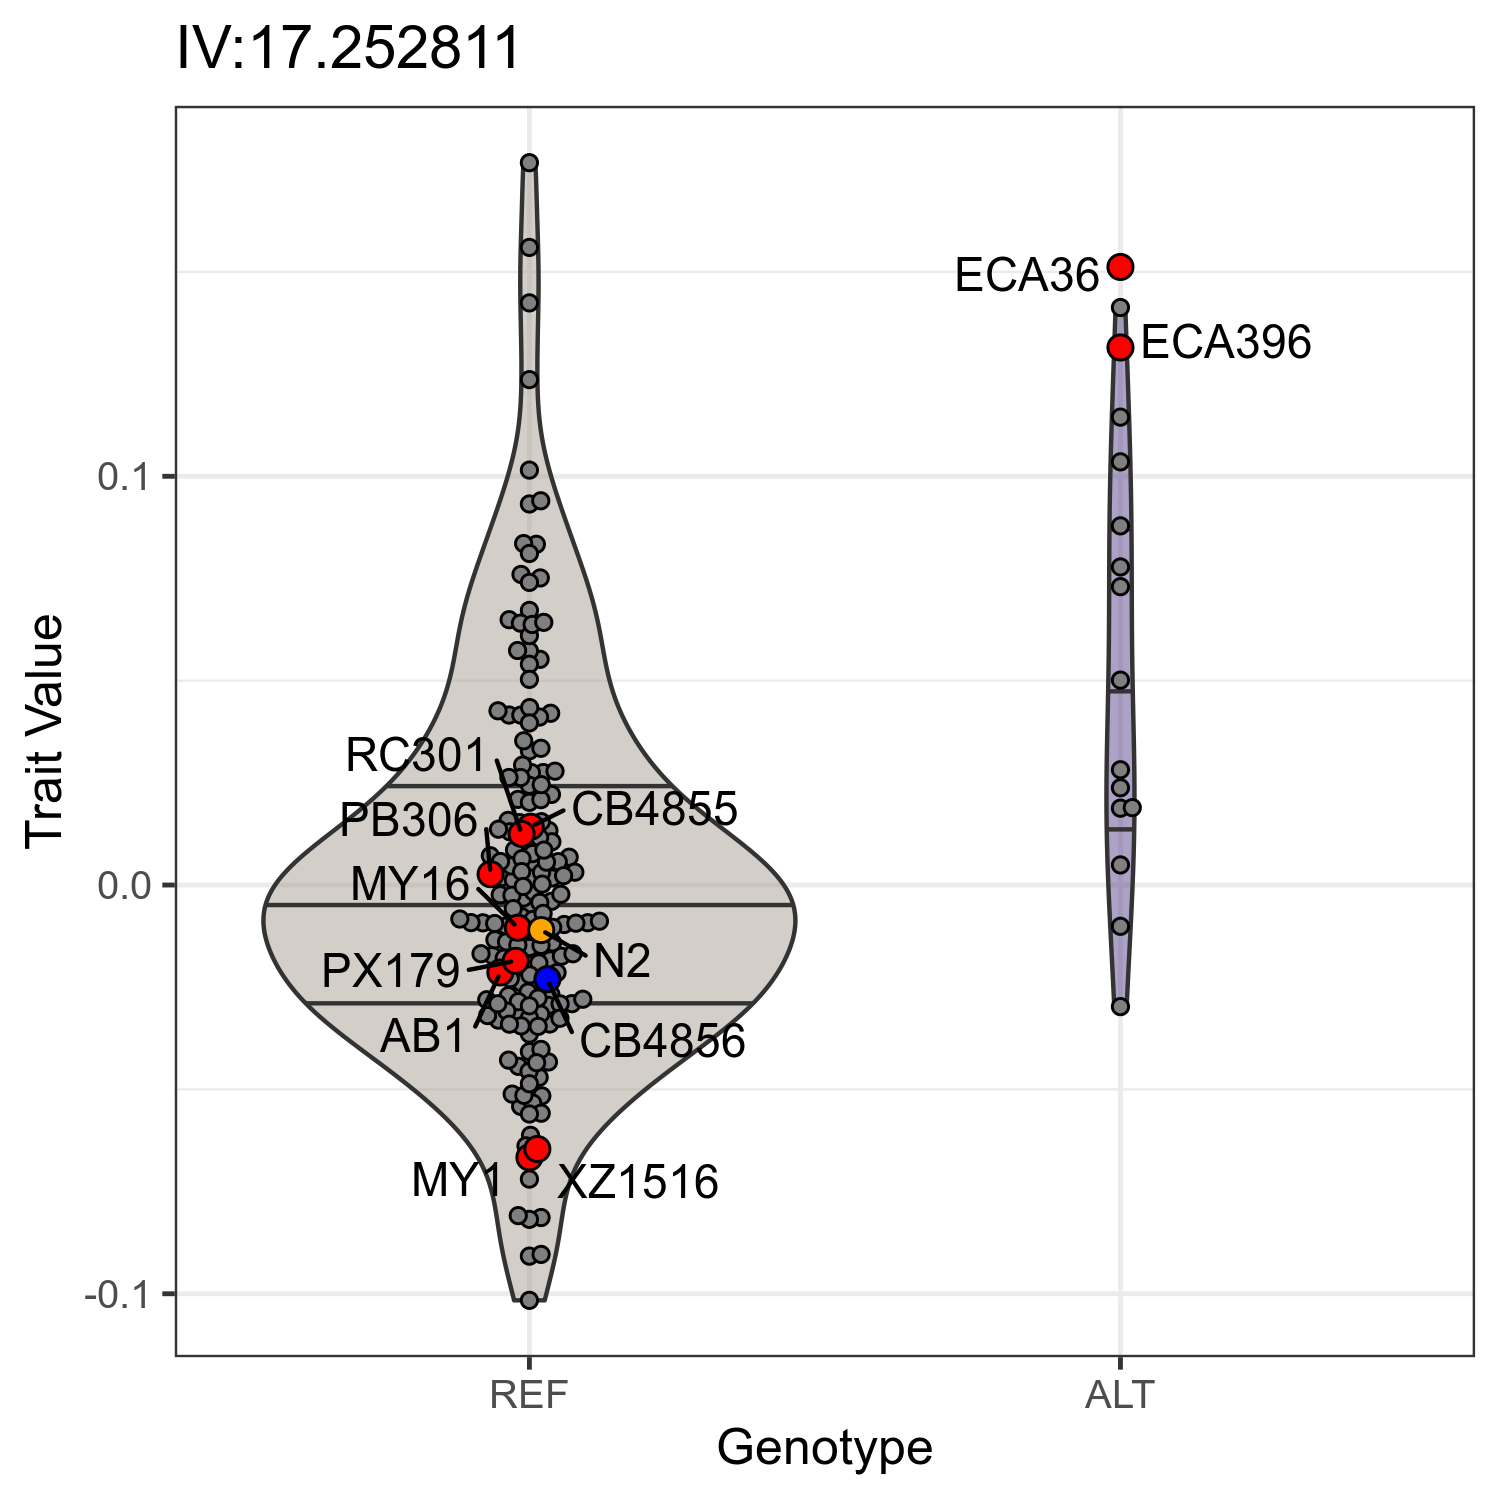 IV:17.252811
Trait Value
0.1
0.0
-0.1
ECA36
ECA396
RC301
CB4855
PB306
MY16
N2
PX179
AB1
CB4856
MY1
XZ1516
REF
ALT
Genotype